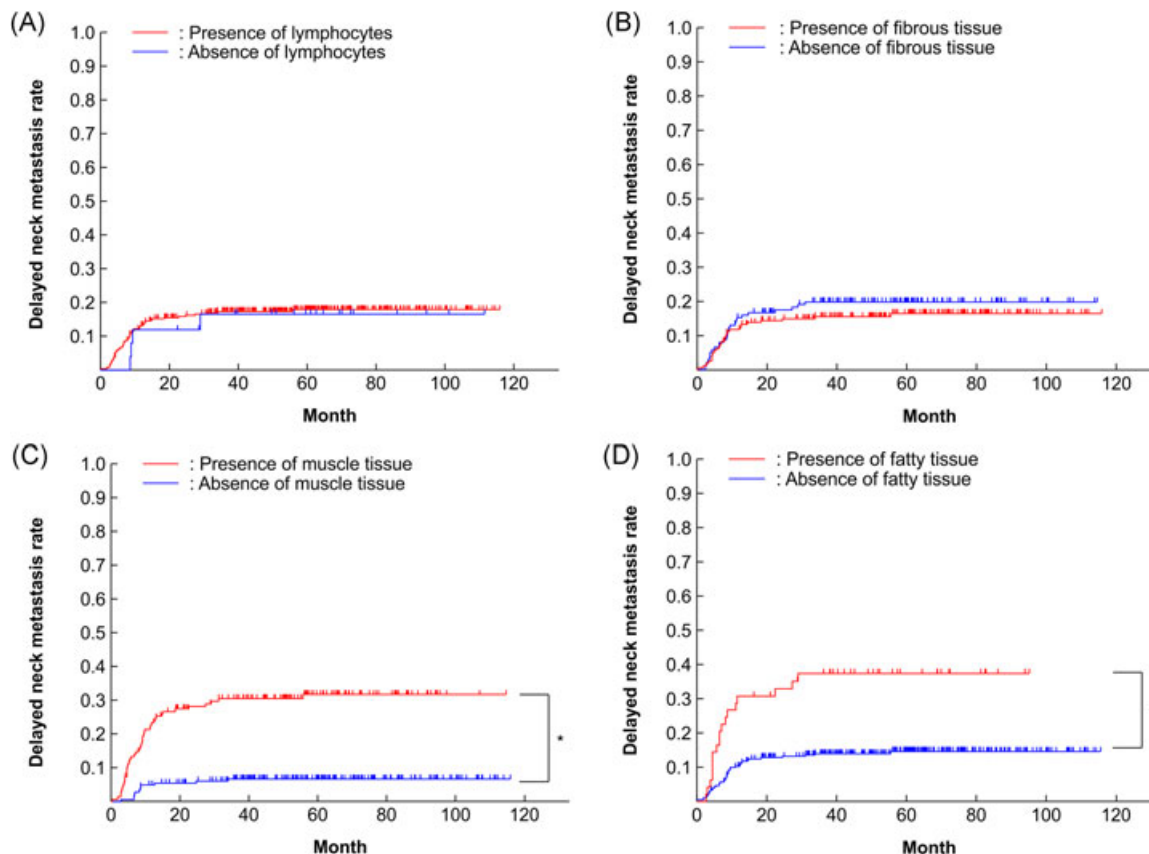 (A)
: Presence of lymphocytes
: Absence of lymphocytes
Delayed neck metastasis rate
1.0
0.9
0.8
0.7
0.6
0.5
0.4
0.3
0.2
0.1
0 20 40 60 80 100 120
Month
(B)
: Presence of fibrous tissue
: Absence of fibrous tissue
Delayed neck metastasis rate
1.0
0.9
0.8
0.7
0.6
0.5
0.4
0.3
0.2
0.1
0 20 40 60 80 100 120
Month
(C)
: Presence of muscle tissue
: Absence of muscle tissue
Delayed neck metastasis rate
1.0
0.9
0.8
0.7
0.6
0.5
0.4
0.3
0.2
0.1
*
0 20 40 60 80 100 120
Month
(D)
: Presence of fatty tissue
: Absence of fatty tissue
Delayed neck metastasis rate
1.0
0.9
0.8
0.7
0.6
0.5
0.4
0.3
0.2
0.1
0 20 40 60 80 100 120
Month